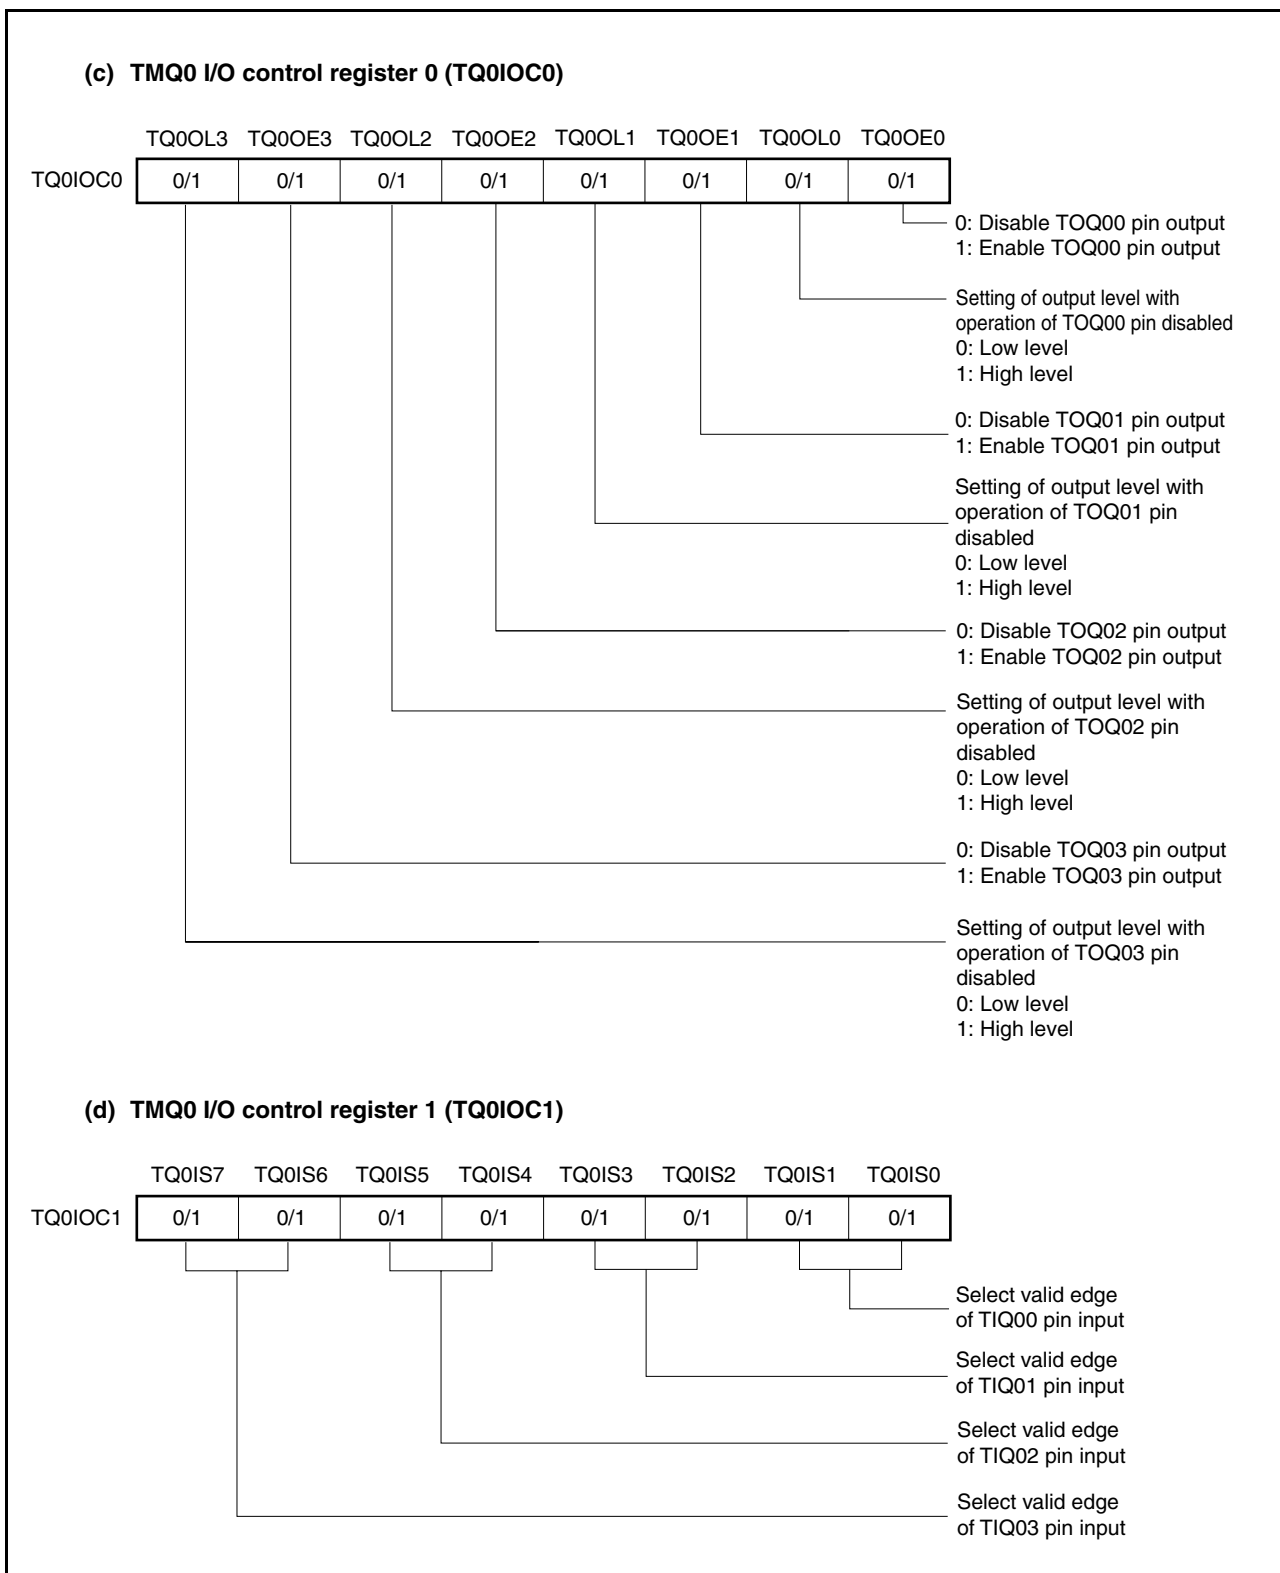 (c) TMQ0 I/O control register 0 (TQ0IOC0)
TQ0OL3 TQ0OE3 TQ0OL2 TQ0OE2 TQ0OL1 TQ0OE1 TQ0OL0 TQ0OE0
TQ0IOC0 0/1 0/1 0/1 0/1 0/1 0/1 0/1 0/1
0: Disable TOQ00 pin output
1: Enable TOQ00 pin output
Setting of output level with
operation of TOQ00 pin disabled
0: Low level
1: High level
0: Disable TOQ01 pin output
1: Enable TOQ01 pin output
Setting of output level with
operation of TOQ01 pin
disabled
0: Low level
1: High level
0: Disable TOQ02 pin output
1: Enable TOQ02 pin output
Setting of output level with
operation of TOQ02 pin
disabled
0: Low level
1: High level
0: Disable TOQ03 pin output
1: Enable TOQ03 pin output
Setting of output level with
operation of TOQ03 pin
disabled
0: Low level
1: High level
(d) TMQ0 I/O control register 1 (TQ0IOC1)
TQ0IS7 TQ0IS6 TQ0IS5 TQ0IS4 TQ0IS3 TQ0IS2 TQ0IS1 TQ0IS0
TQ0IOC1 0/1 0/1 0/1 0/1 0/1 0/1 0/1 0/1
Select valid edge
of TIQ00 pin input
Select valid edge
of TIQ01 pin input
Select valid edge
of TIQ02 pin input
Select valid edge
of TIQ03 pin input